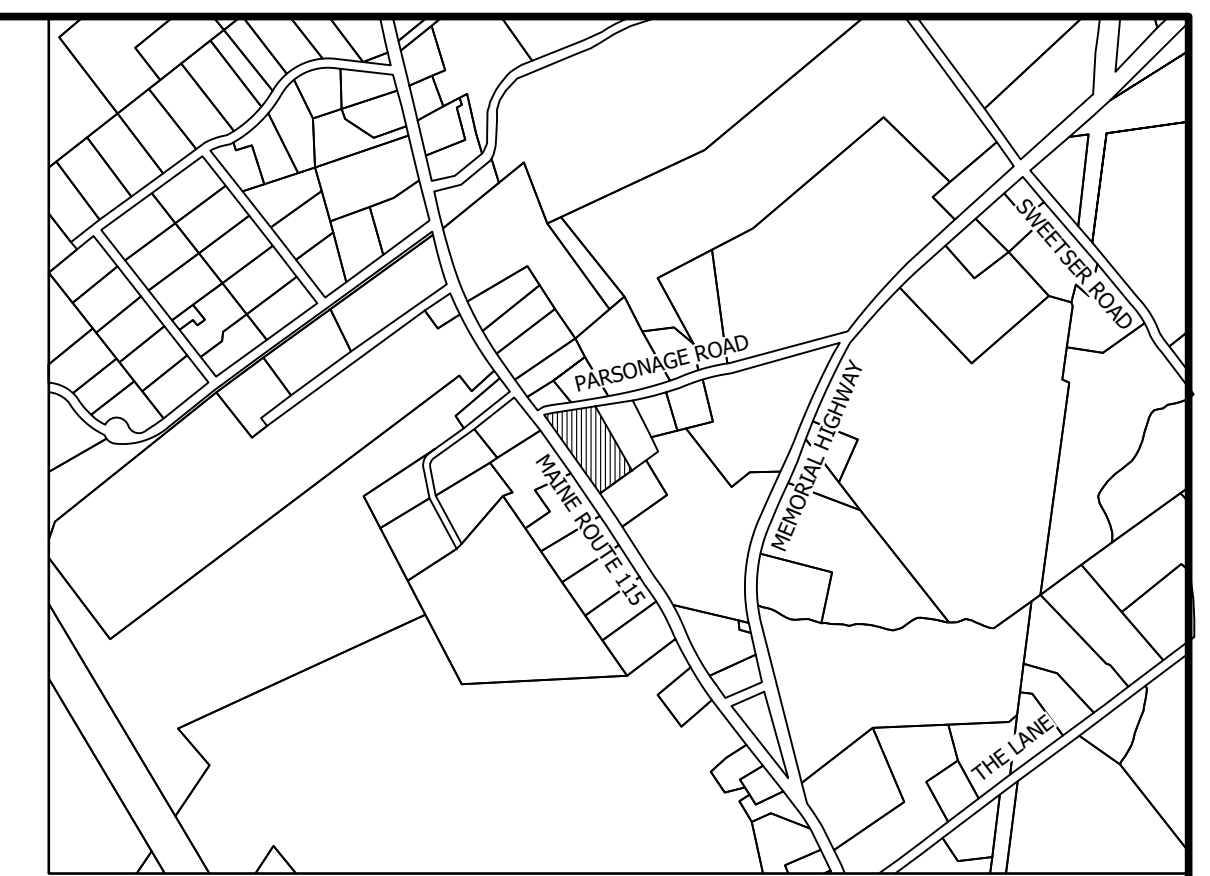 SWEETSER ROAD
PARSONAGE ROAD
MEMORIAL HIGHWAY
MAINE ROUTE 115
THE LANE